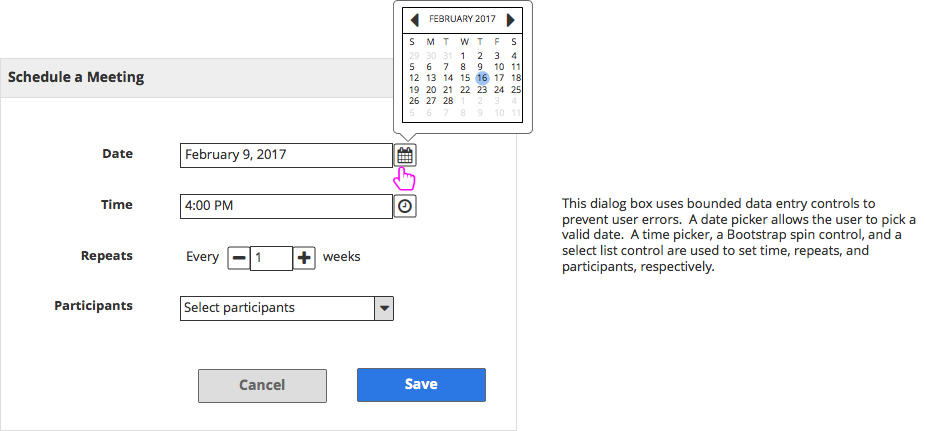 FEBRUARY 2017
S M T W T F S
29 30 31 1 2 3 4
5 6 7 8 9 10 11
12 13 14 15 16 17 18
19 20 21 22 23 24 25
26 27 28 1 2 3 4
5 6 7 8 9 10 11
Schedule a Meeting
Date February 9, 2017
Time 4:00 PM
Repeats Every 1 weeks
Participants Select participants
Cancel Save
This dialog box uses bounded data entry controls to
prevent user errors. A date picker allows the user to pick a
valid date. A time picker, a Bootstrap spin control, and a
select list control are used to set time, repeats, and
participants, respectively.